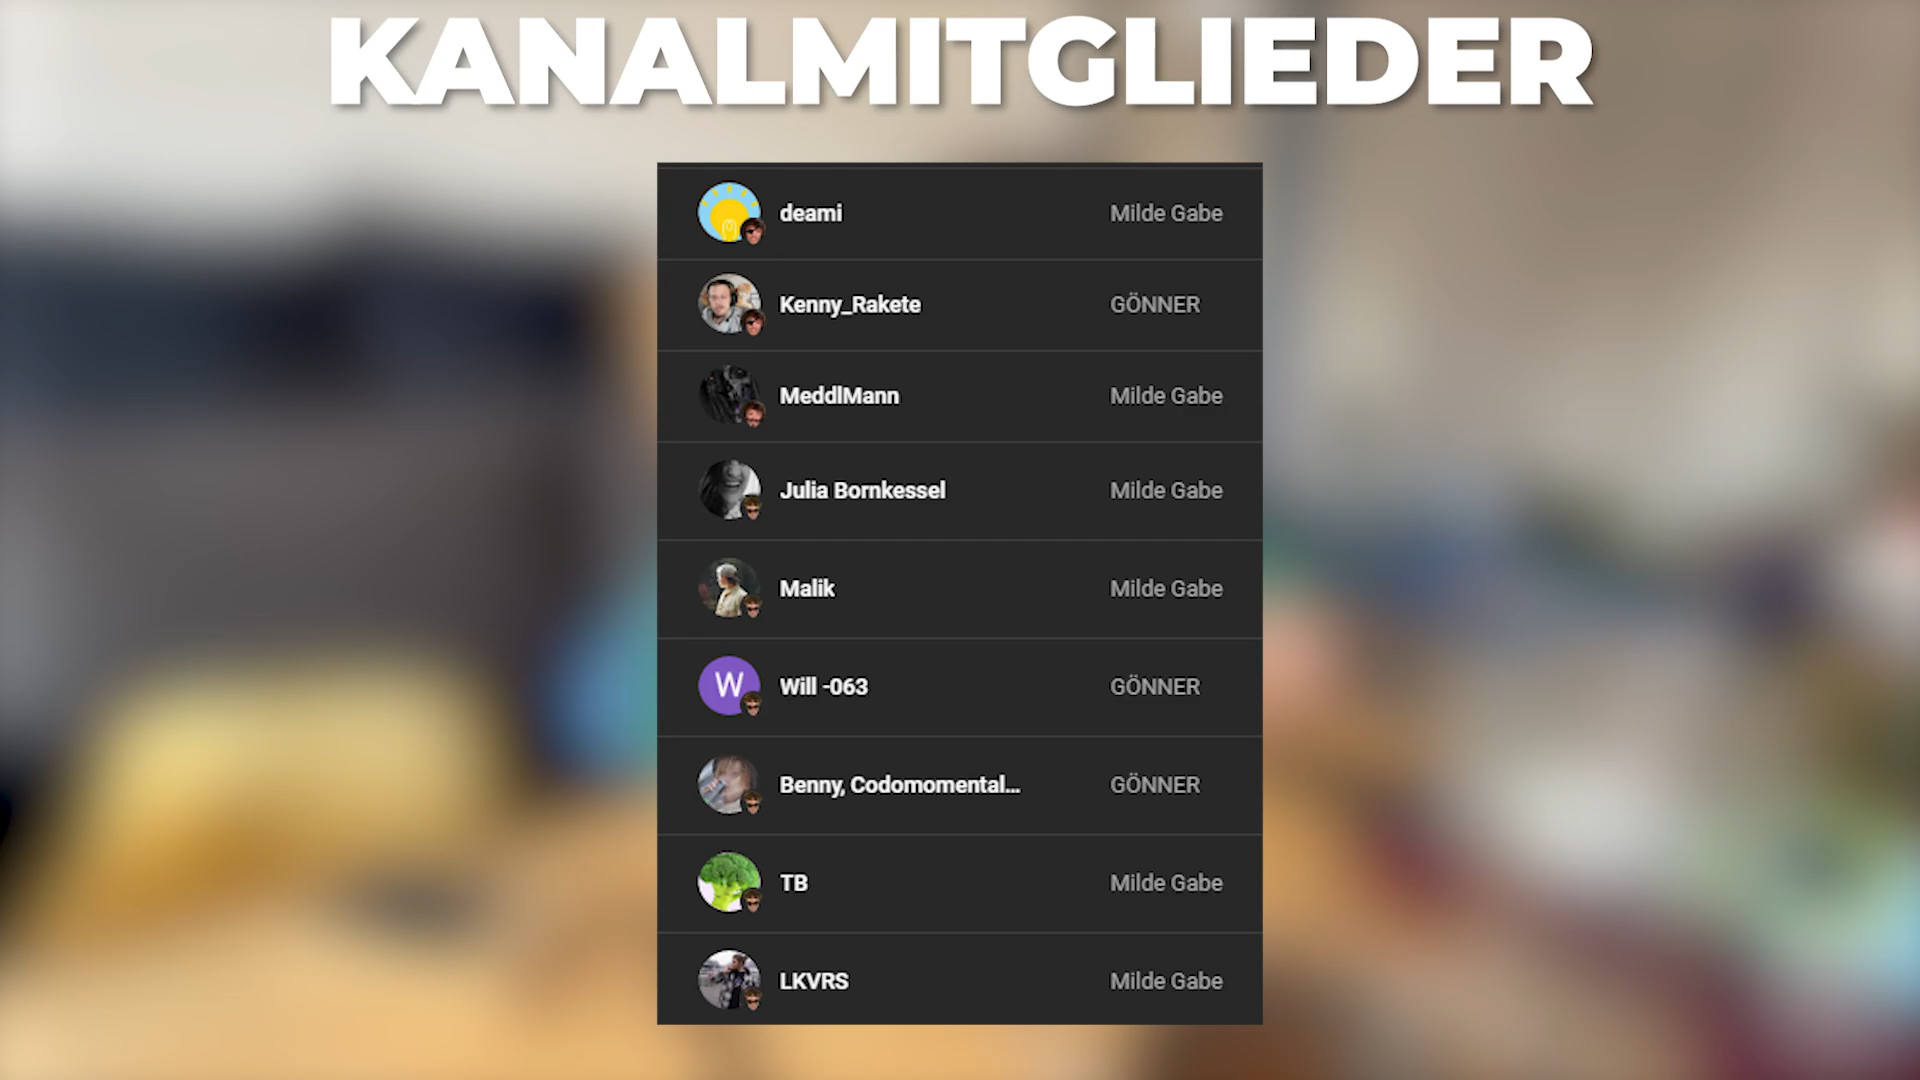 KANALMITGLIEDER
deami Milde Gabe
Kenny_Rakete GÖNNER
MeddlMann Milde Gabe
Julia Bornkessel Milde Gabe
Malik Milde Gabe
W Will -063 GÖNNER
Benny, Codomomental... GÖNNER
TB Milde Gabe
LKVRS Milde Gabe